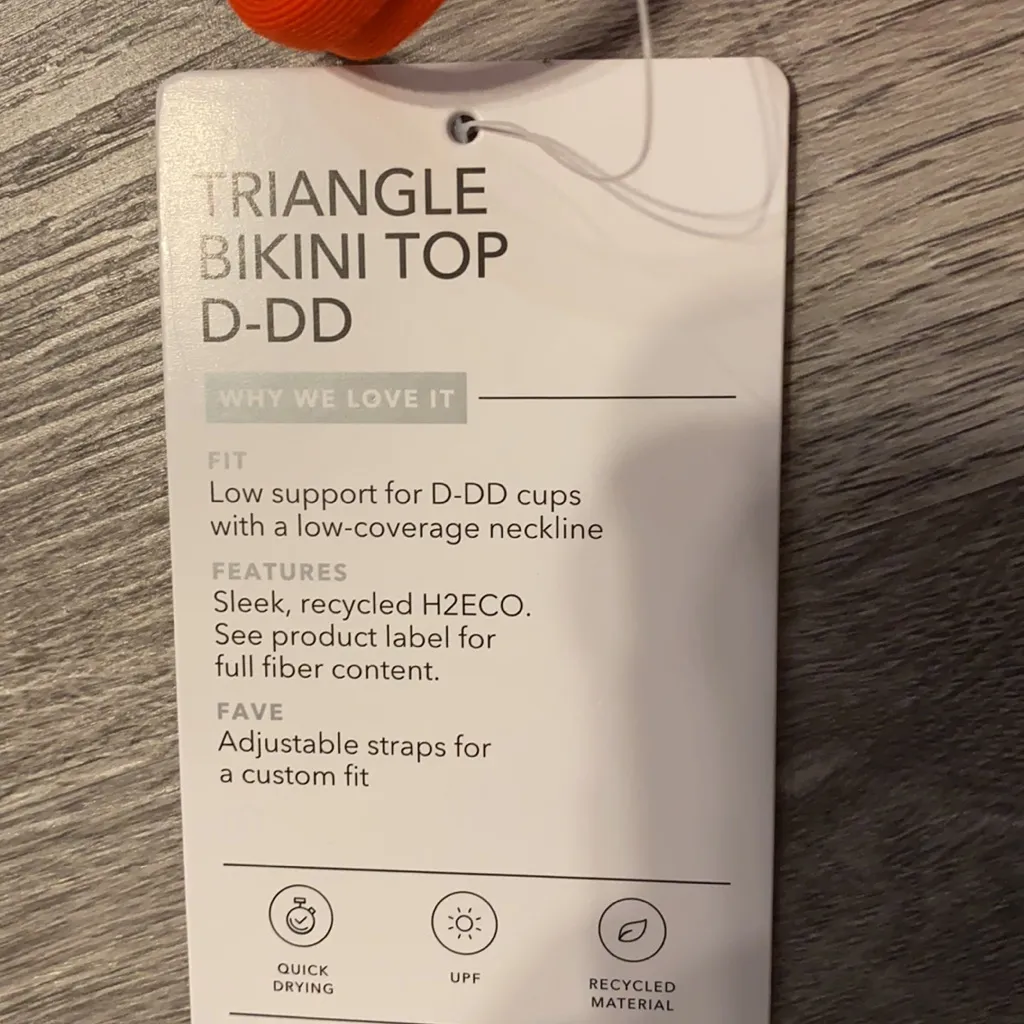 TRIANGLE
BIKINI TOP
D-DD
WHY WE LOVE IT
FIT
Low support for D-DD cups
with a low-coverage neckline
FEATURES
Sleek, recycled H2ECO.
See product label for
full fiber content.
FAVE
Adjustable straps for
a custom fit
QUICK
DRYING
UPF
RECYCLED
MATERIAL